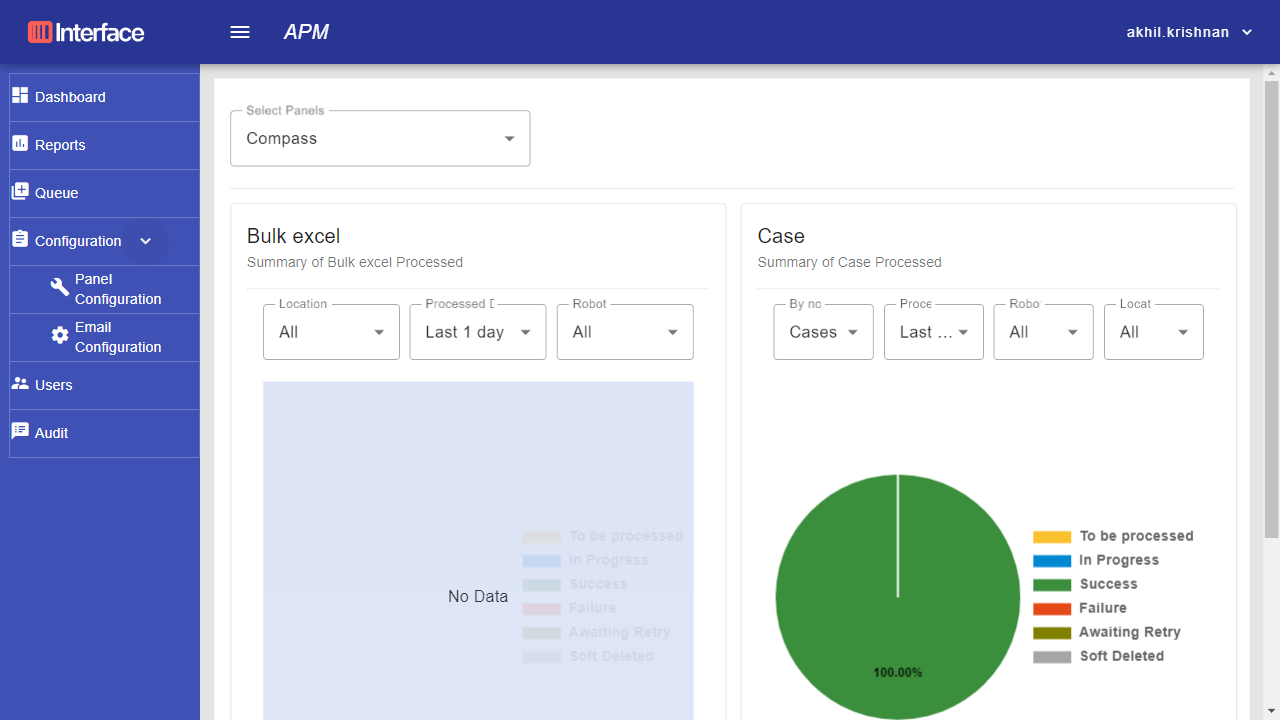 Interface
APM
akhil.krishnan
Dashboard
Reports
Queue
Configuration
Panel
Configuration
Email
Configuration
Users
Audit
Select Panels
Compass
Bulk excel
Summary of Bulk excel Processed
Location
All
Processed D
Last 1 day
Robot
All
To be processed
In Progress
Success
Failure
Awaiting Retry
Soft Deleted
No Data
Case
Summary of Case Processed
By no
Cases
Proce
Last ...
Robo
All
Locat
All
To be processed
In Progress
Success
Failure
Awaiting Retry
Soft Deleted
100.00%